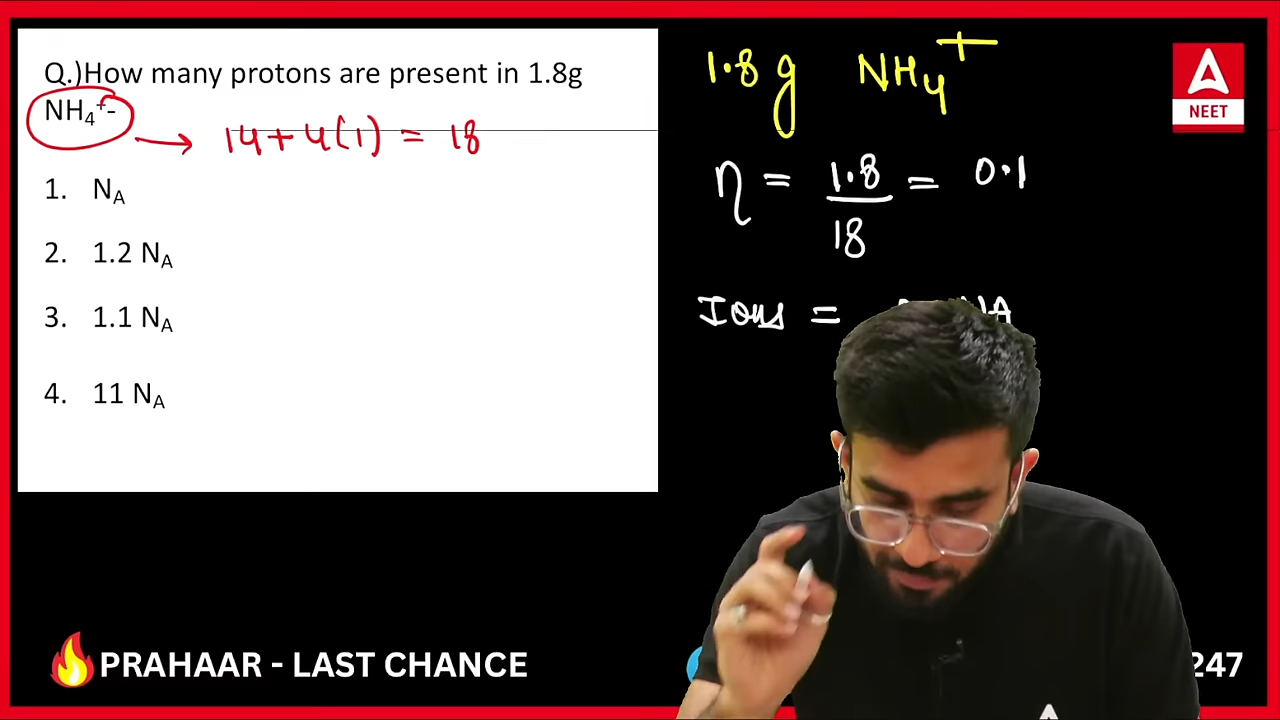 Q.)How many protons are present in 1.8g
NH₄⁺-
→ 14+4(1) = 18
1. Nₐ
2. 1.2 Nₐ
3. 1.1 Nₐ
4. 11 Nₐ
1.8 g NH₄⁺
η = 1.8/18 = 0.1
Ions = NA
A
NEET
🔥 PRAHAAR - LAST CHANCE
247